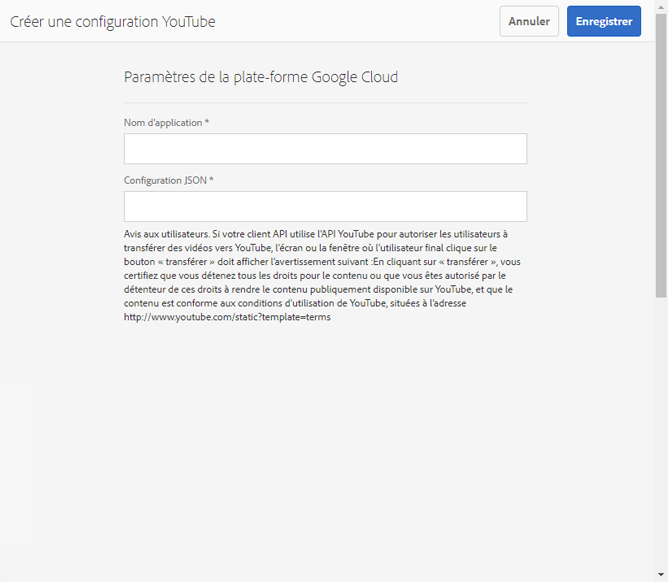 Créer une configuration YouTube
Annuler
Enregistrer
Paramètres de la plate-forme Google Cloud
Nom d'application *
Configuration JSON *
Avis aux utilisateurs. Si votre client API utilise l'API YouTube pour autoriser les utilisateurs à
transférer des vidéos vers YouTube, l'écran ou la fenêtre où l'utilisateur final clique sur le
bouton « transférer » doit afficher l'avertissement suivant :En cliquant sur « transférer », vous
certifiez que vous détenez tous les droits pour le contenu ou que vous êtes autorisé par le
détenteur de ces droits à rendre le contenu publiquement disponible sur YouTube, et que le
contenu est conforme aux conditions d'utilisation de YouTube, situées à l'adresse
http://www.youtube.com/static?template=terms